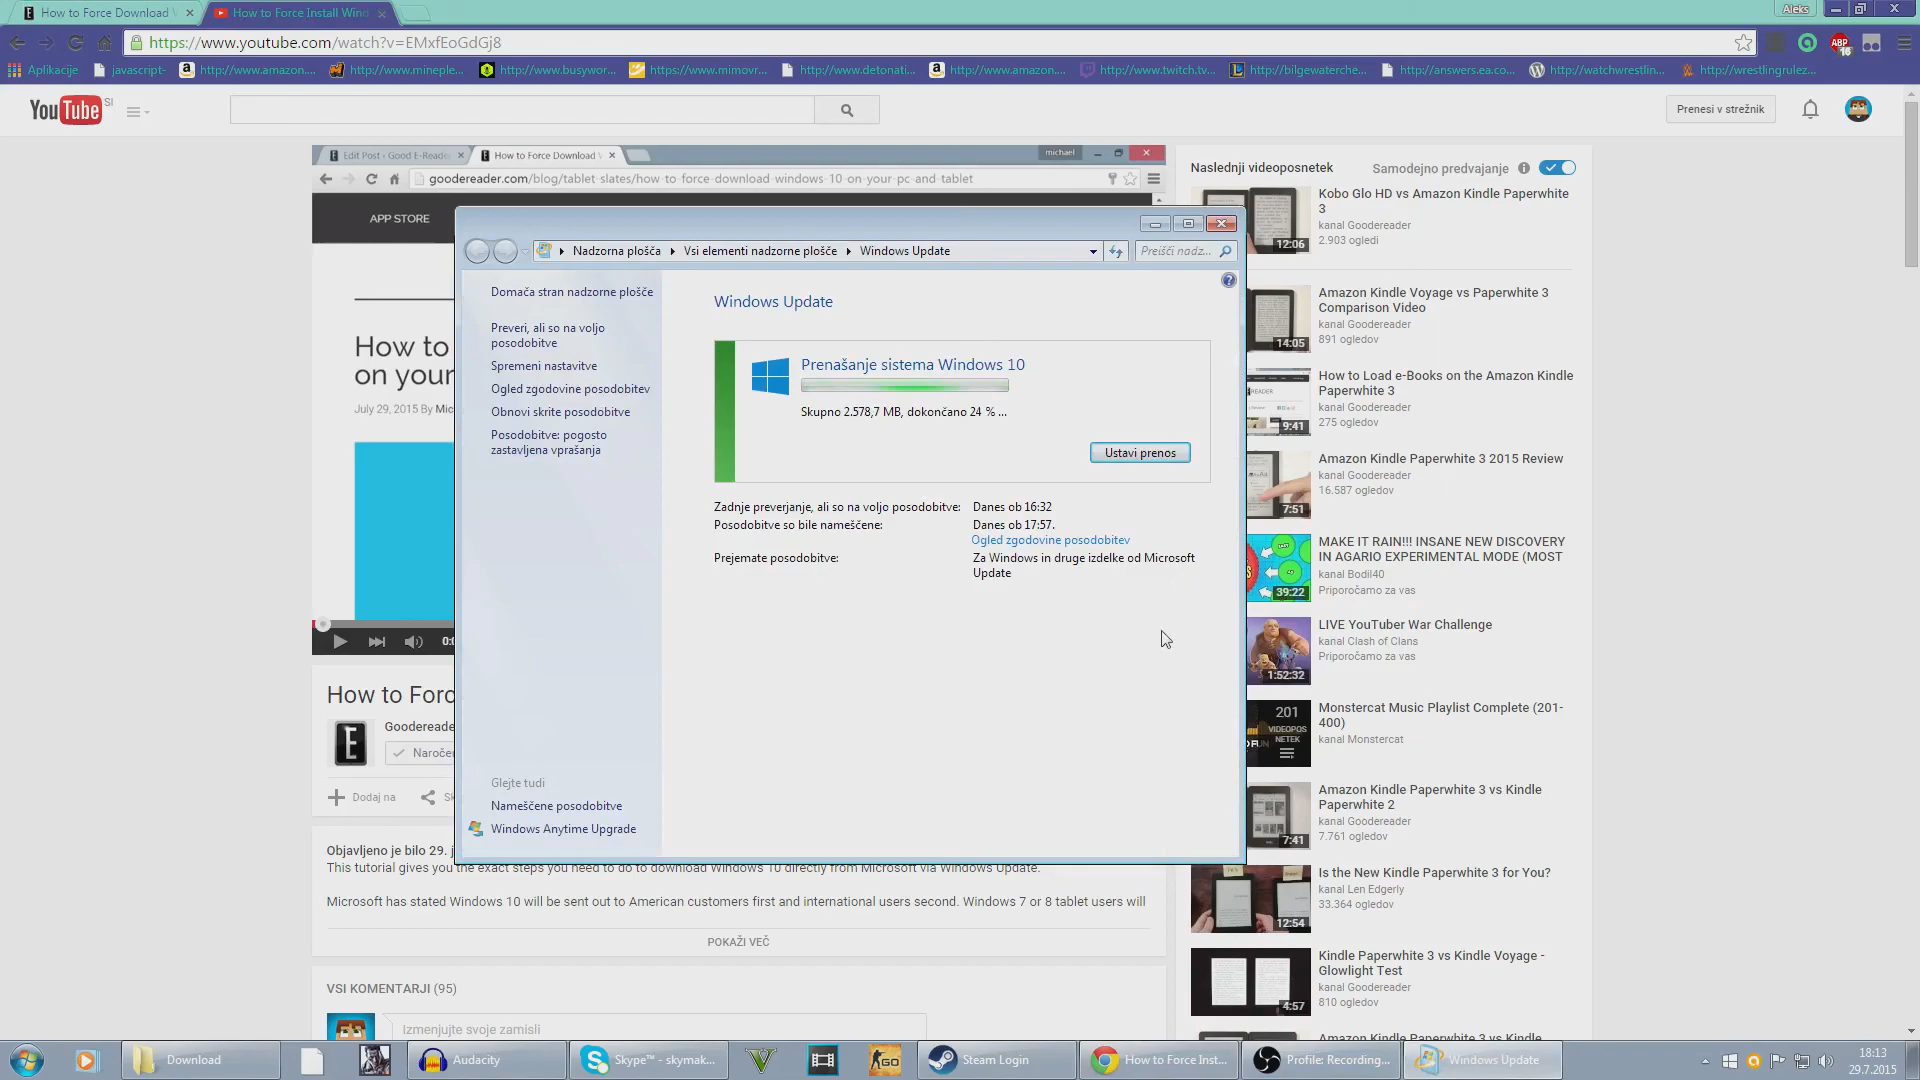 How to Force Download
How to Force Install Wind
Aleks
https://www.youtube.com/watch?v=EMxfEoGdGj8
ABP
16
Aplikacije
javascript-
http://www.amazon....
http://www.mineple...
http://www.busywor...
https://www.mimovr...
http://www.detonati...
http://www.amazon....
http://www.twitch.tv...
http://bilgewaterche...
http://answers.ea.co...
http://watchwrestlin...
http://wrestlingrulez...
YouTube SI
Prenesi v strežnik
Edit Post ‹ Good E-Reade
How to Force Download
michael
goodereader.com/blog/tablet-slates/how-to-force-download-windows-10-on-your-pc-and-tablet
APP STORE
How to
on your
July 29, 2015 By Mic
Nadzorna plošča
Vsi elementi nadzorne plošče
Windows Update
Preišči nadz...
Domača stran nadzorne plošče
Preveri, ali so na voljo
posodobitve
Spremeni nastavitve
Ogled zgodovine posodobitev
Obnovi skrite posodobitve
Posodobitve: pogosto
zastavljena vprašanja
Glejte tudi
Nameščene posodobitve
Windows Anytime Upgrade
Windows Update
Prenašanje sistema Windows 10
Skupno 2.578,7 MB, dokončano 24 % ...
Ustavi prenos
Zadnje preverjanje, ali so na voljo posodobitve: Danes ob 16:32
Posodobitve so bile nameščene: Danes ob 17:57.
Ogled zgodovine posodobitev
Prejemate posodobitve: Za Windows in druge izdelke od Microsoft
Update
0:0
How to Forc
E
Goodereade
Naročen
Dodaj na
Sk
Objavljeno je bilo 29. j
This tutorial gives you the exact steps you need to do to download Windows 10 directly from Microsoft via Windows Update.
Microsoft has stated Windows 10 will be sent out to American customers first and international users second. Windows 7 or 8 tablet users will
POKAŽI VEČ
VSI KOMENTARJI (95)
Izmenjujte svoje zamisli
Naslednji videoposnetek
Samodejno predvajanje
Kobo Glo HD vs Amazon Kindle Paperwhite
3
kanal Goodereader
2.903 ogledi
12:06
Amazon Kindle Voyage vs Paperwhite 3
Comparison Video
kanal Goodereader
891 ogledi
14:05
How to Load e-Books on the Amazon Kindle
Paperwhite 3
kanal Goodereader
275 ogledov
9:41
Amazon Kindle Paperwhite 3 2015 Review
kanal Goodereader
16.587 ogledov
7:51
MAKE IT RAIN!!! INSANE NEW DISCOVERY
IN AGARIO EXPERIMENTAL MODE (MOST
kanal Bodil40
Priporočamo za vas
39:22
LIVE YouTuber War Challenge
kanal Clash of Clans
Priporočamo za vas
1:52:32
Monstercat Music Playlist Complete (201-
400)
kanal Monstercat
201
VIDEOPOS
NETEK
Amazon Kindle Paperwhite 3 vs Kindle
Paperwhite 2
kanal Goodereader
7.761 ogledov
7:41
Is the New Kindle Paperwhite 3 for You?
kanal Len Edgerly
33.364 ogledov
12:54
Kindle Paperwhite 3 vs Kindle Voyage -
Glowlight Test
kanal Goodereader
810 ogledov
4:57
Amazon Kindle Paperwhite 3 vs Kindle
Download
Audacity
Skype™ - skymak...
GO
Steam Login
How to Force Inst...
Profile: Recording...
Windows Update
18:13
29.7.2015